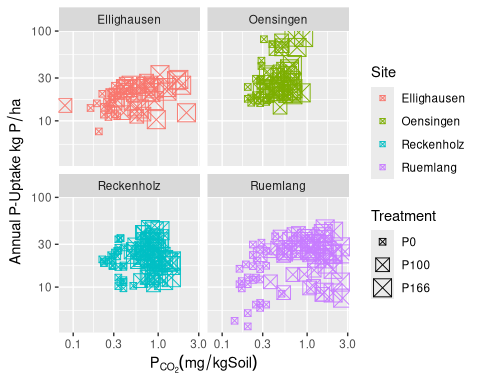 Ellighausen
Oensingen
Reckenholz
Ruemlang
100
30
10
100
30
10
0.1
0.3
1.0
3.0
0.1
0.3
1.0
3.0
P_CO₂(mg/kgSoil)
Annual P-Uptake kg P/ha
Site
Ellighausen
Oensingen
Reckenholz
Ruemlang
Treatment
P0
P100
P166